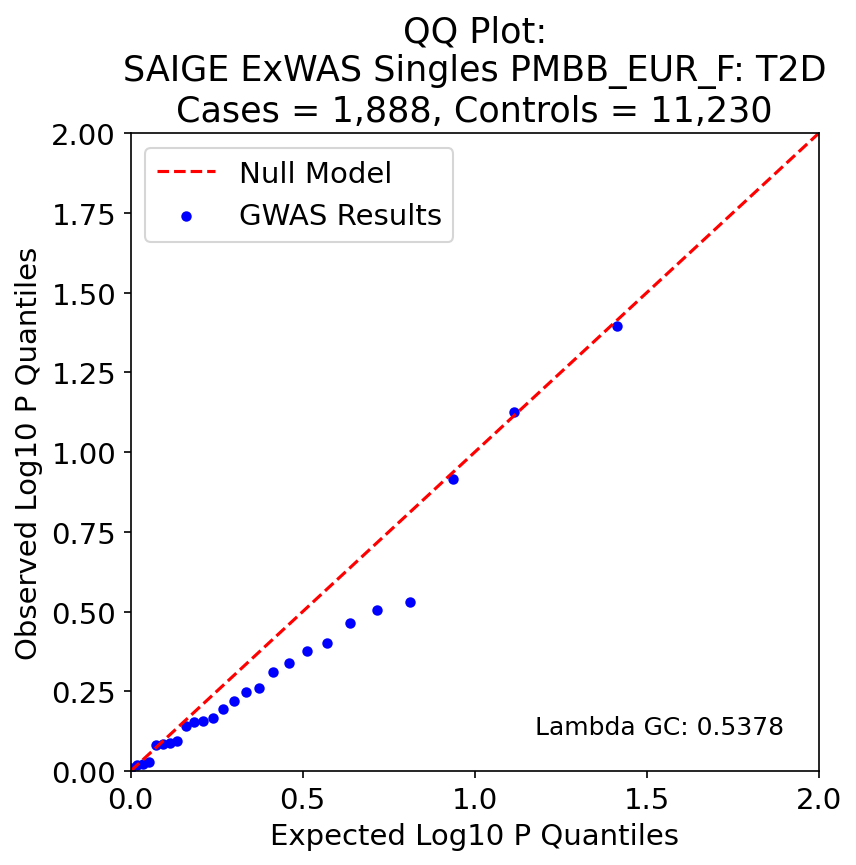 QQ Plot:
SAIGE ExWAS Singles PMBB_EUR_F: T2D
Cases = 1,888, Controls = 11,230
2.00
1.75
1.50
1.25
1.00
0.75
0.50
0.25
0.00
Observed Log10 P Quantiles
Null Model
GWAS Results
Lambda GC: 0.5378
0.0
0.5
1.0
1.5
2.0
Expected Log10 P Quantiles